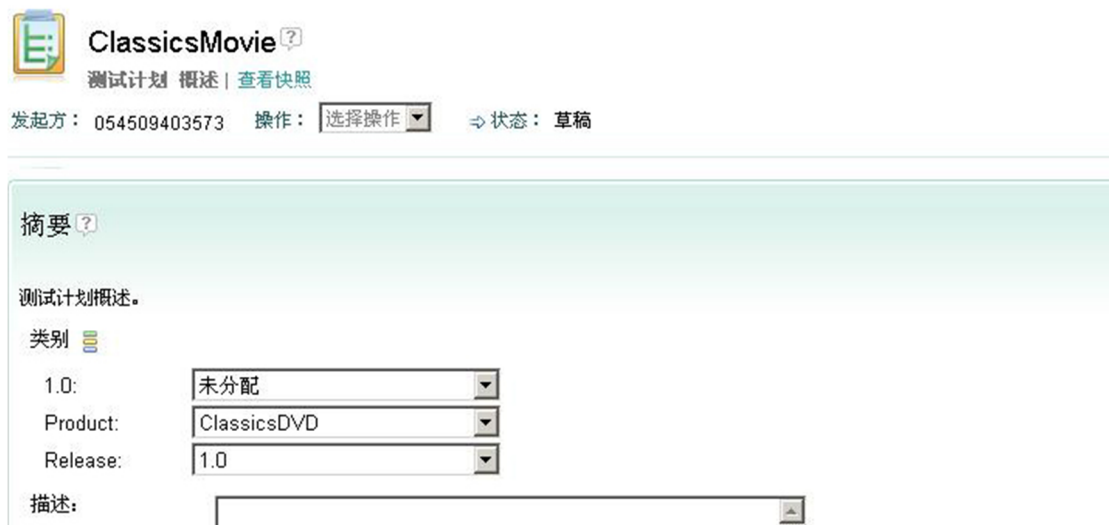 ClassicsMovie ?
测试计划 概述 | 查看快照
发起方： 054509403573 操作： 选择操作 状态： 草稿
摘要 ?
测试计划概述。
类别
1.0: 未分配
Product: ClassicsDVD
Release: 1.0
描述：